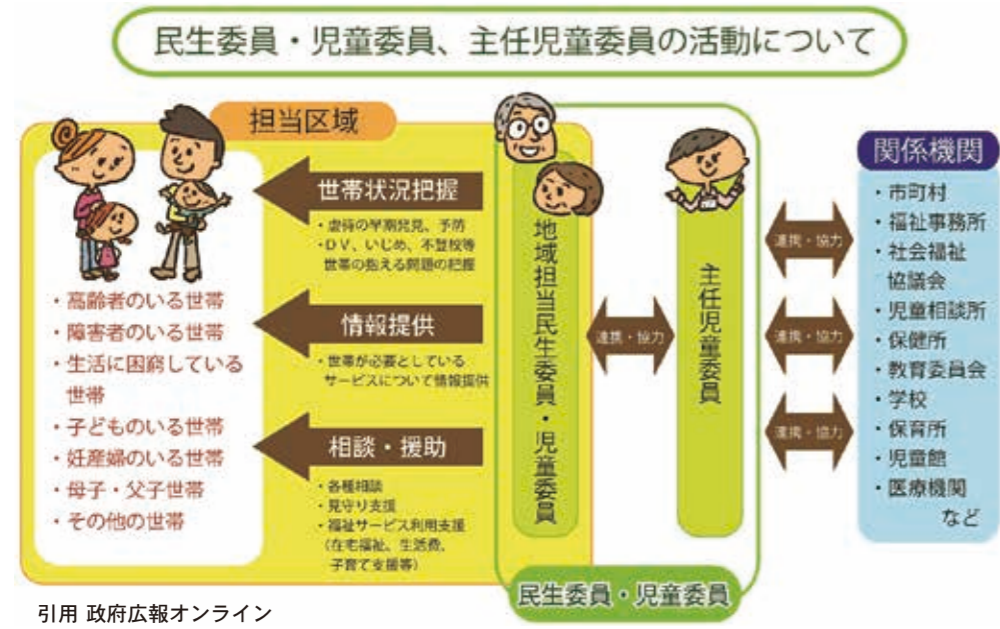 民生委員・児童委員、主任児童委員の活動について
担当区域
・高齢者のいる世帯
・障害者のいる世帯
・生活に困窮している
世帯
・子どものいる世帯
・妊産婦のいる世帯
・母子・父子世帯
・その他の世帯
世帯状況把握
・虐待の早期発見、予防
・DV、いじめ、不登校等
世帯の抱える問題の把握
情報提供
・世帯が必要としている
サービスについて情報提供
相談・援助
・各種相談
・見守り支援
・福祉サービス利用支援
(在宅福祉、生活費、
子育て支援等)
地域担当民生委員・児童委員
連携・協力
主任児童委員
民生委員・児童委員
連携・協力
連携・協力
連携・協力
関係機関
・市町村
・福祉事務所
・社会福祉
協議会
・児童相談所
・保健所
・教育委員会
・学校
・保育所
・児童館
・医療機関
など
引用 政府広報オンライン